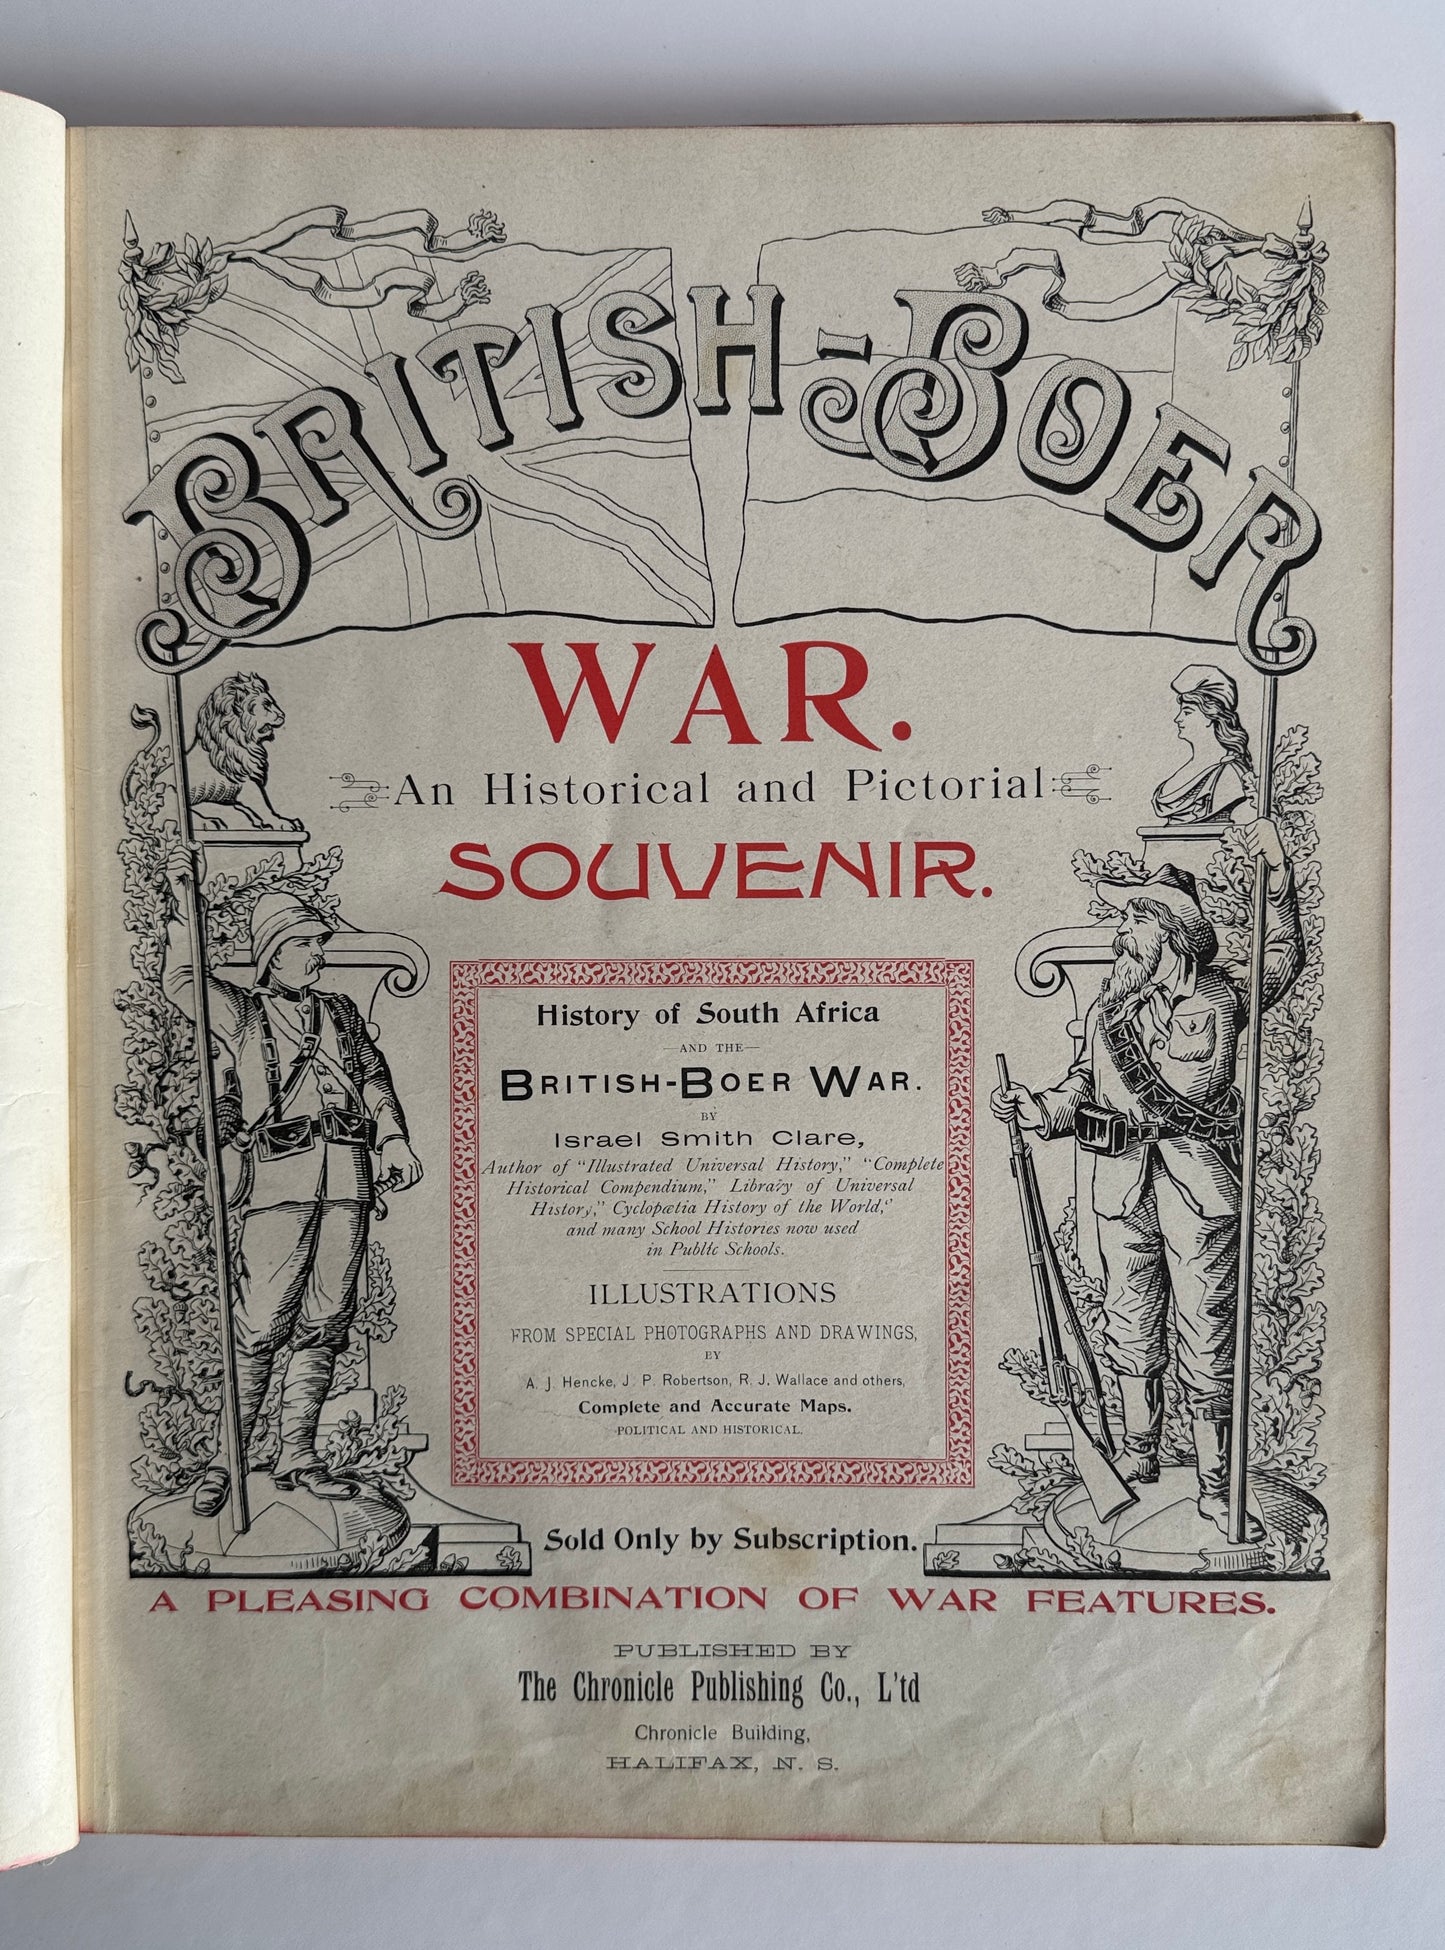 BRITISH-BOER
WAR.
An Historical and Pictorial
SOUVENIR.
History of South Africa
—AND THE—
BRITISH-BOER WAR.
BY
Israel Smith Clare,
Author of "Illustrated Universal History," "Complete
Historical Compendium," Library of Universal
History," Cyclopœtia History of the World,"
and many School Histories now used
in Public Schools.
ILLUSTRATIONS
FROM SPECIAL PHOTOGRAPHS AND DRAWINGS,
BY
A. J. Hencke, J. P. Robertson, R. J. Wallace and others,
Complete and Accurate Maps.
POLITICAL AND HISTORICAL.
Sold Only by Subscription.
A PLEASING COMBINATION OF WAR FEATURES.
PUBLISHED BY
The Chronicle Publishing Co., L'td
Chronicle Building,
HALIFAX, N. S.